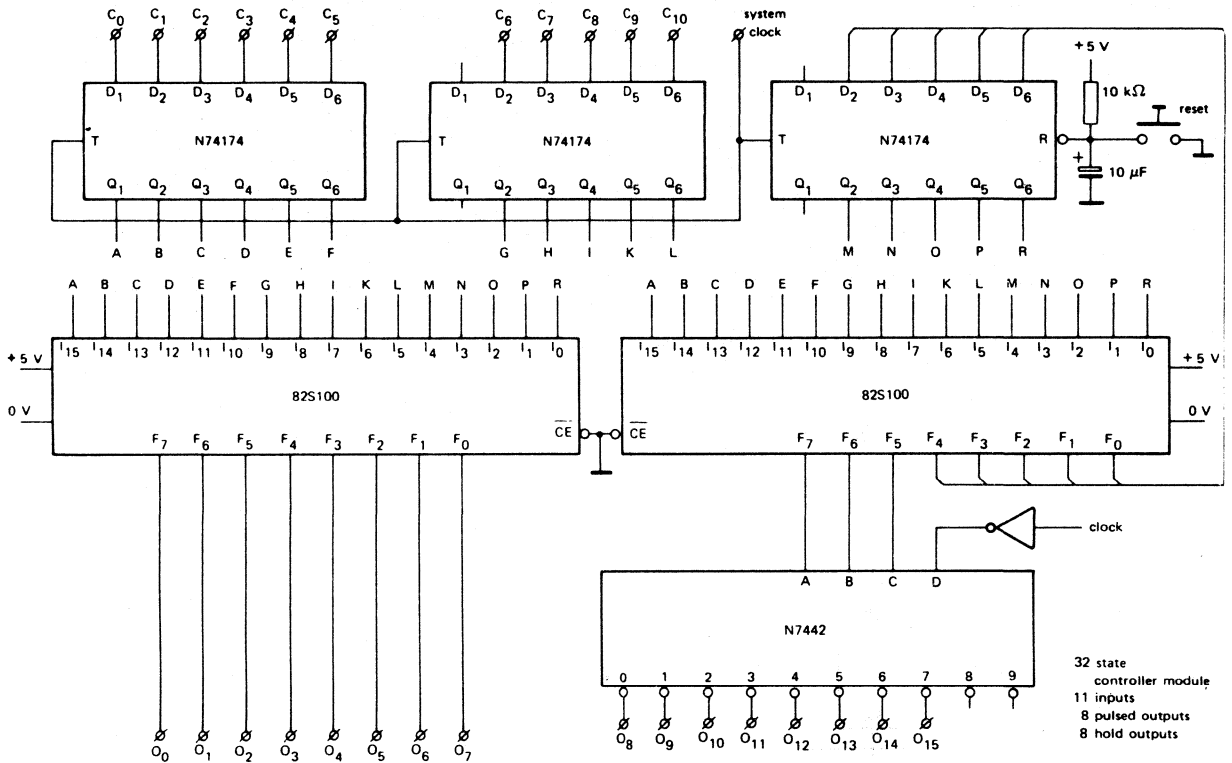 C0 C1 C2 C3 C4 C5 C6 C7 C8 C9 C10 system clock
+5 V
D1 D2 D3 D4 D5 D6 D1 D2 D3 D4 D5 D6 D1 D2 D3 D4 D5 D6
10 kΩ
reset
T N74174 T N74174 T N74174 R
+
10 µF
Q1 Q2 Q3 Q4 Q5 Q6 Q1 Q2 Q3 Q4 Q5 Q6 Q1 Q2 Q3 Q4 Q5 Q6
A B C D E F G H I K L M N O P R
A B C D E F G H I K L M N O P R A B C D E F G H I K L M N O P R
I15 I14 I13 I12 I11 I10 I9 I8 I7 I6 I5 I4 I3 I2 I1 I0 I15 I14 I13 I12 I11 I10 I9 I8 I7 I6 I5 I4 I3 I2 I1 I0
+5 V +5 V
82S100 82S100
0 V 0 V
F7 F6 F5 F4 F3 F2 F1 F0 CE CE F7 F6 F5 F4 F3 F2 F1 F0
clock
A B C D
N7442
0 1 2 3 4 5 6 7 8 9
O0 O1 O2 O3 O4 O5 O6 O7 O8 O9 O10 O11 O12 O13 O14 O15
32 state
controller module
11 inputs
8 pulsed outputs
8 hold outputs